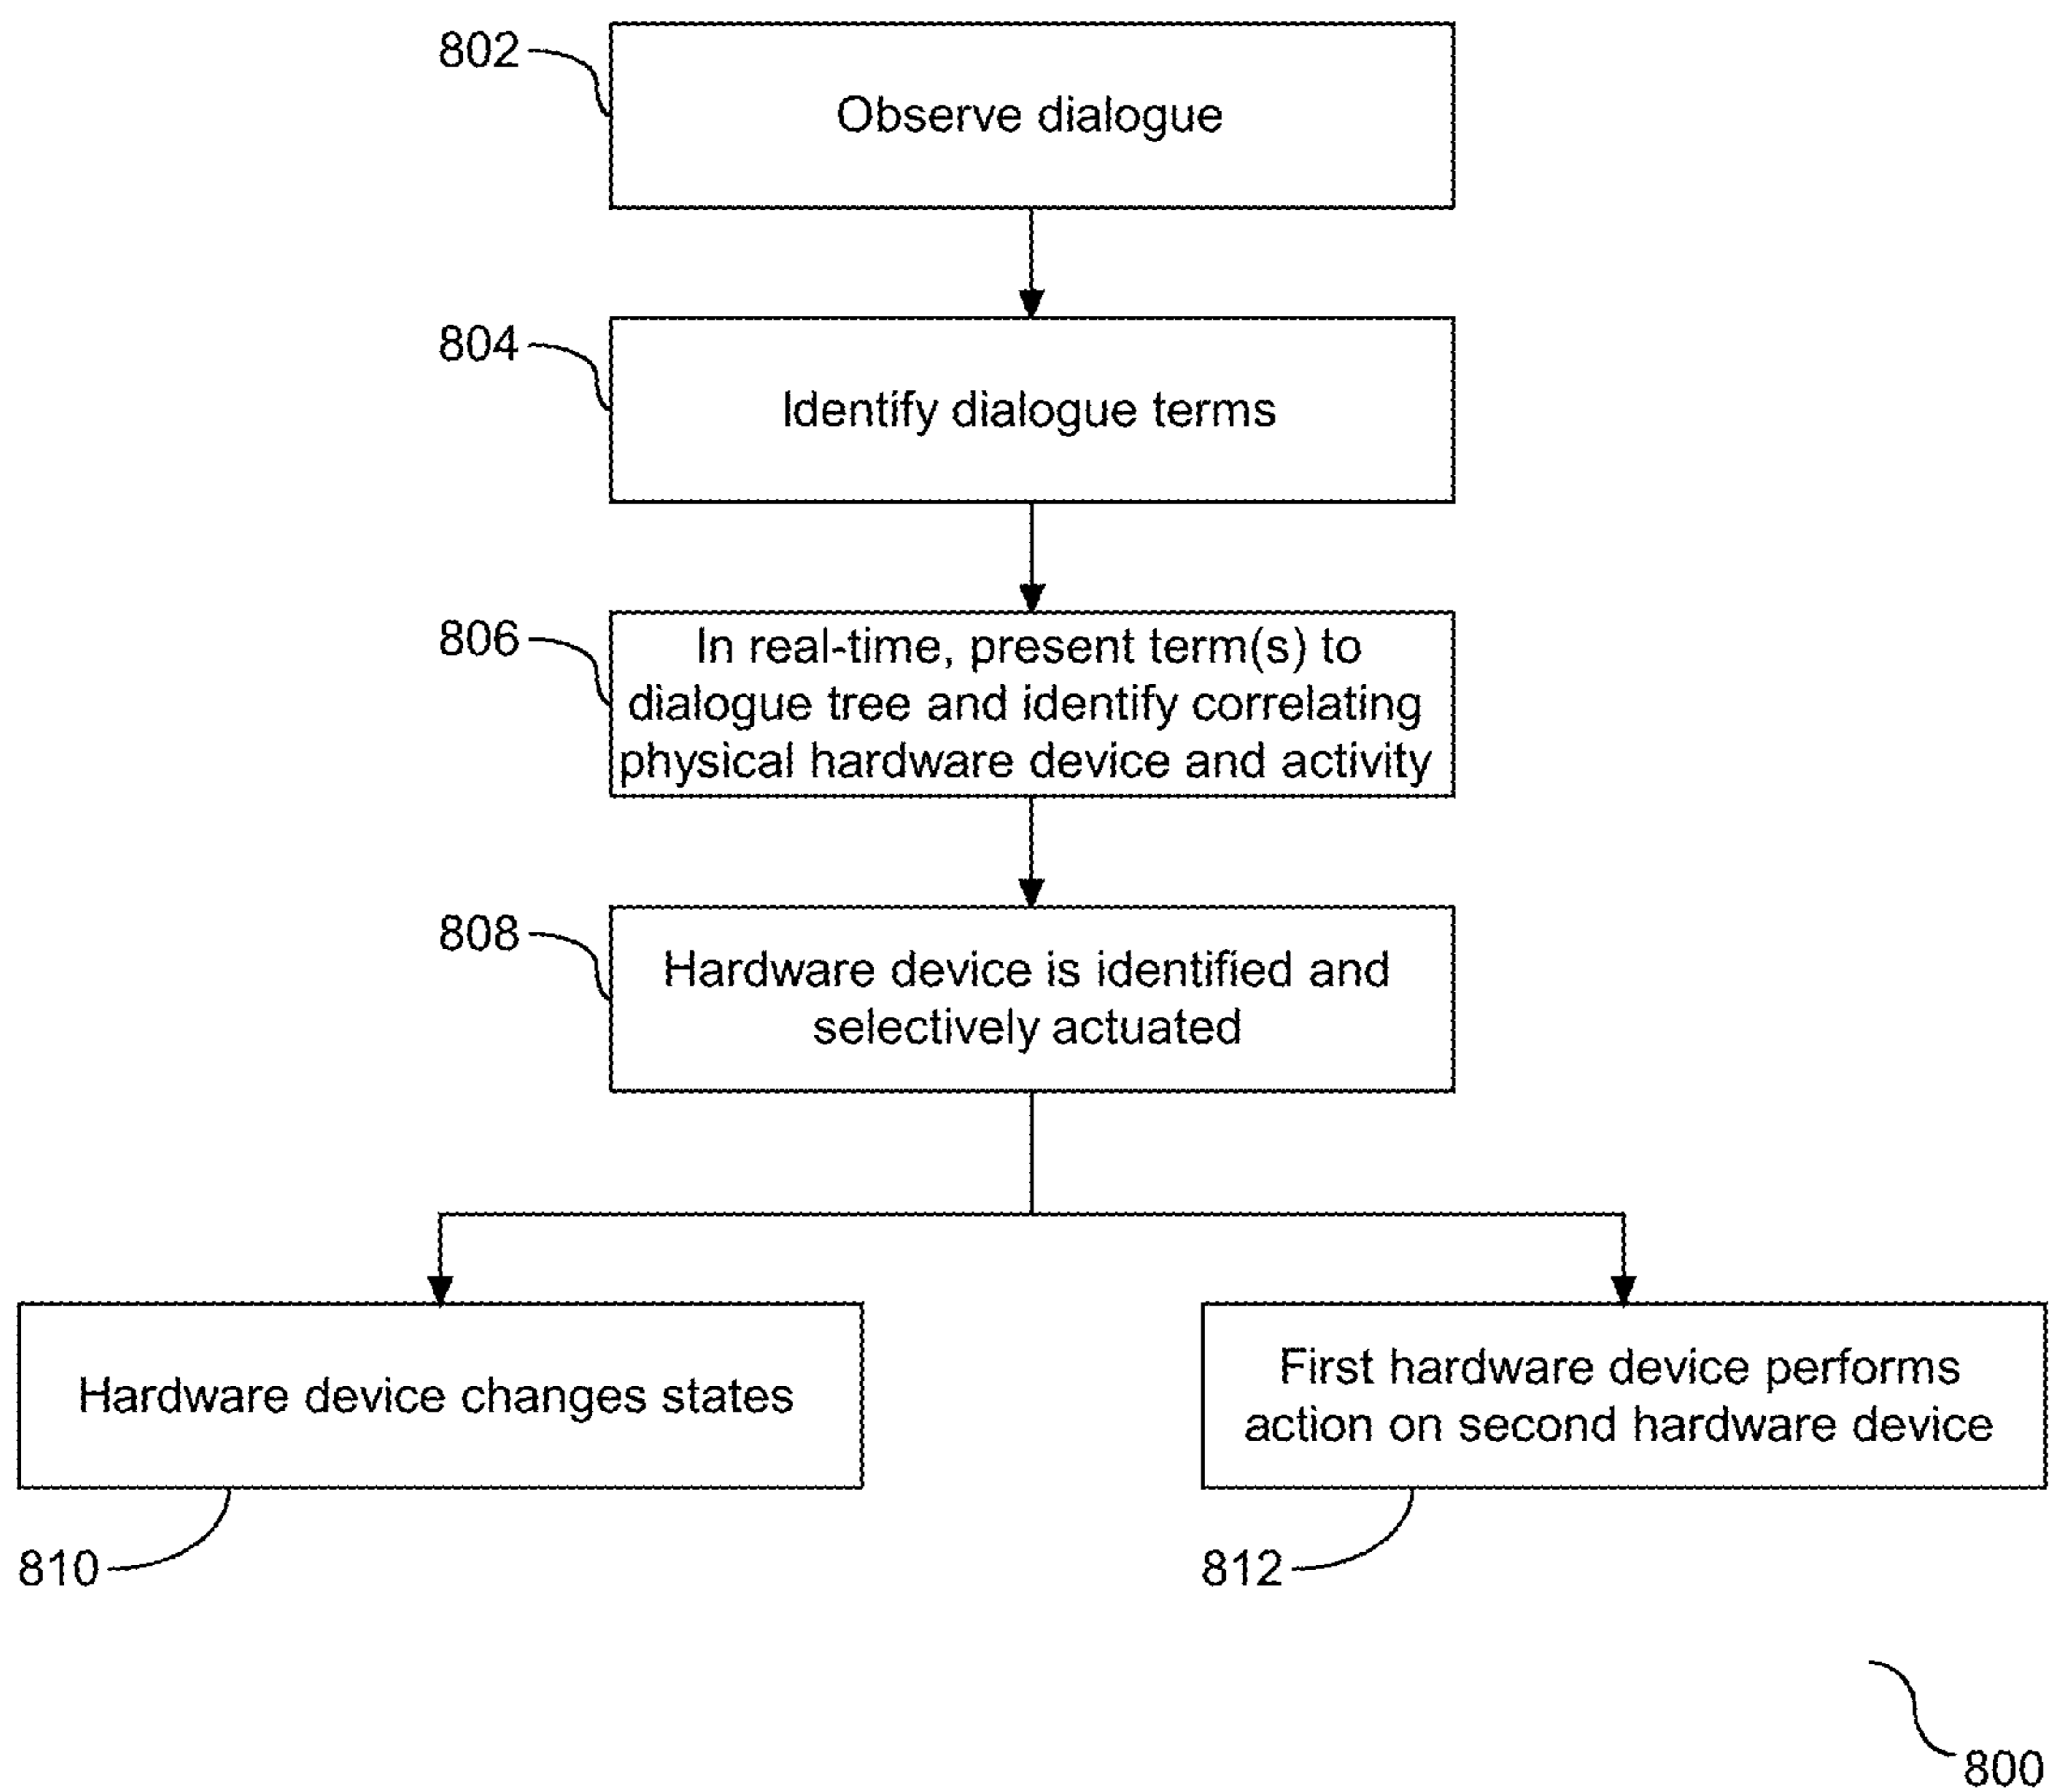 802
Observe dialogue
804
Identify dialogue terms
806
In real-time, present term(s) to
dialogue tree and identify correlating
physical hardware device and activity
808
Hardware device is identified and
selectively actuated
Hardware device changes states
810
First hardware device performs
action on second hardware device
812
800